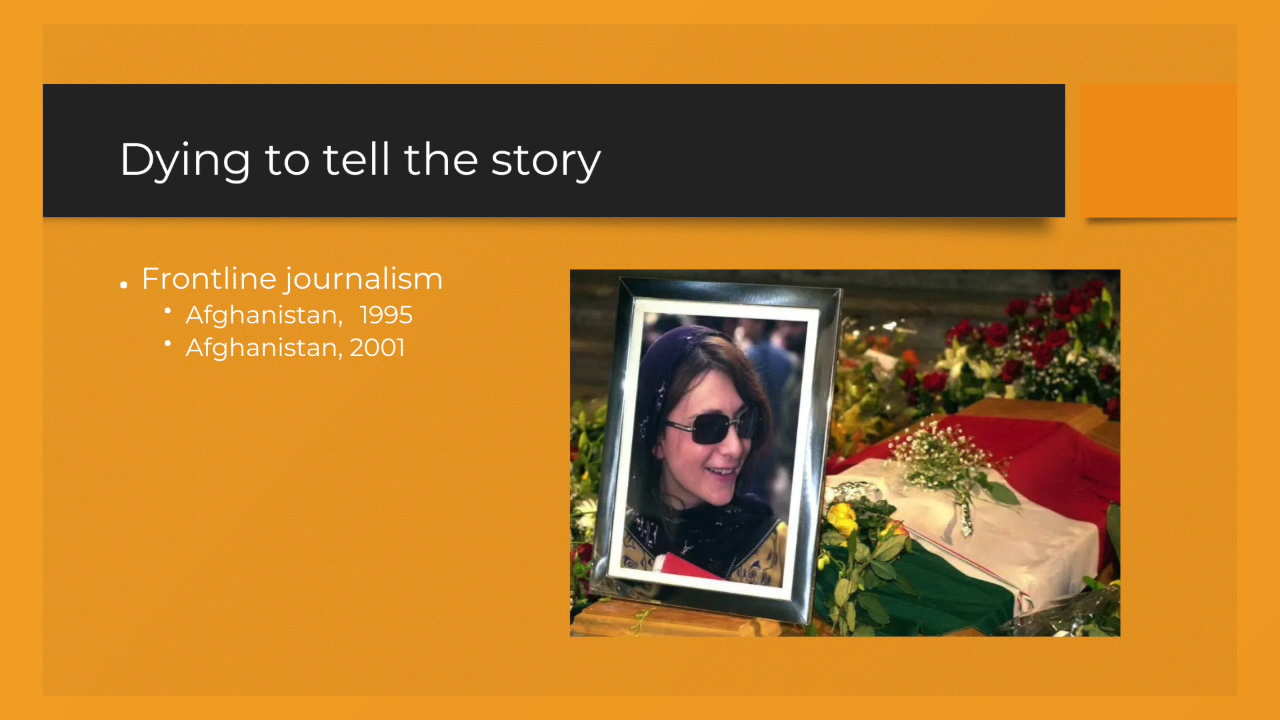 Dying to tell the story
Frontline journalism
Afghanistan,  1995
Afghanistan, 2001